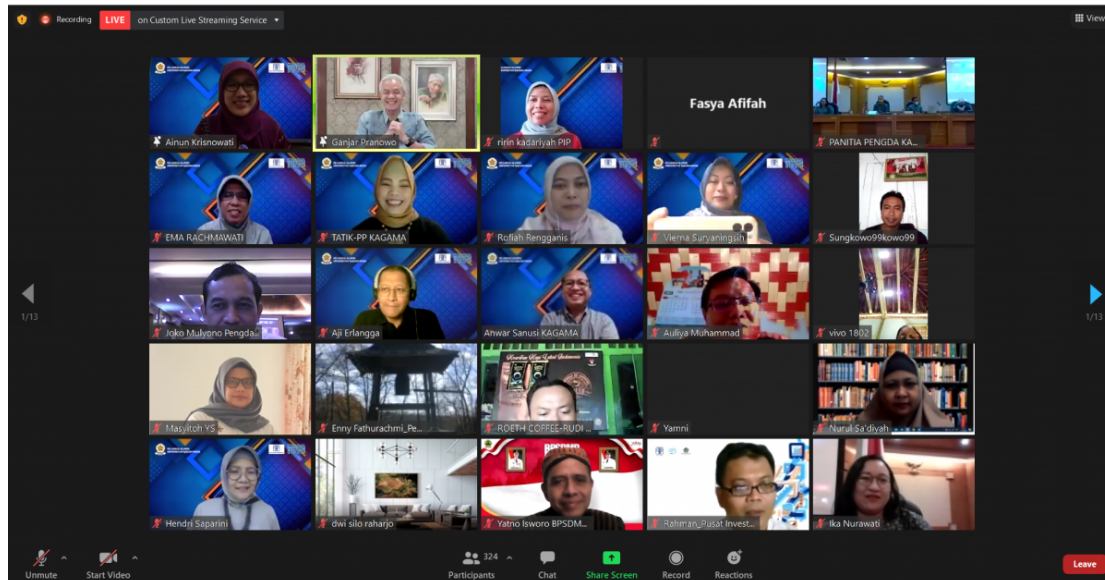 Recording
LIVE
on Custom Live Streaming Service
View
Ainun Krisnowati
Ganjar Pranowo
ririn kadariyah PIP
Fasya Afifah
PANITIA PENGDA KA...
EMA RACHMAWATI
TATIK-PP KAGAMA
Rofiah Rengganis
Vierna Suryaningsih
Sungkowo99kowo99
Joko Mulyono Pengda...
Aji Erlangga
Anwar Sanusi KAGAMA
Auliya Muhammad
vivo 1802
1/13
1/13
Masyitoh YS
Enny Fathurachmi_Pe...
ROETH COFFEE-RUDI ...
Yamni
Nurul Sa'diyah
BPSDMD
Hendri Saparini
dwi silo raharjo
Yatno Isworo BPSDM...
Rahman_Pusat Invest...
Ika Nurawati
Unmute
Start Video
324
Participants
Chat
Share Screen
Record
Reactions
Leave